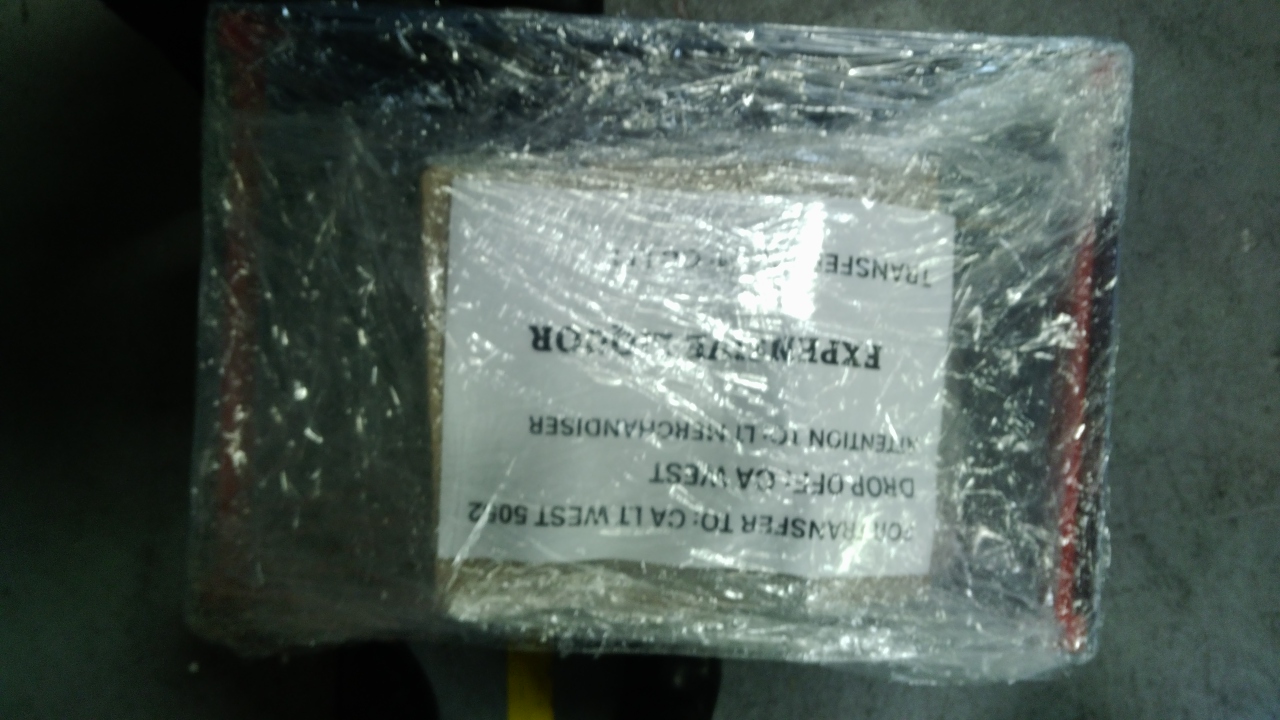 FOR TRANSFER TO: CA LT WEST 5052
DROP OFF: CA WEST
ATTENTION TO: LT MERCHANDISER
EXPENSIVE LIQUOR
TRANSFER